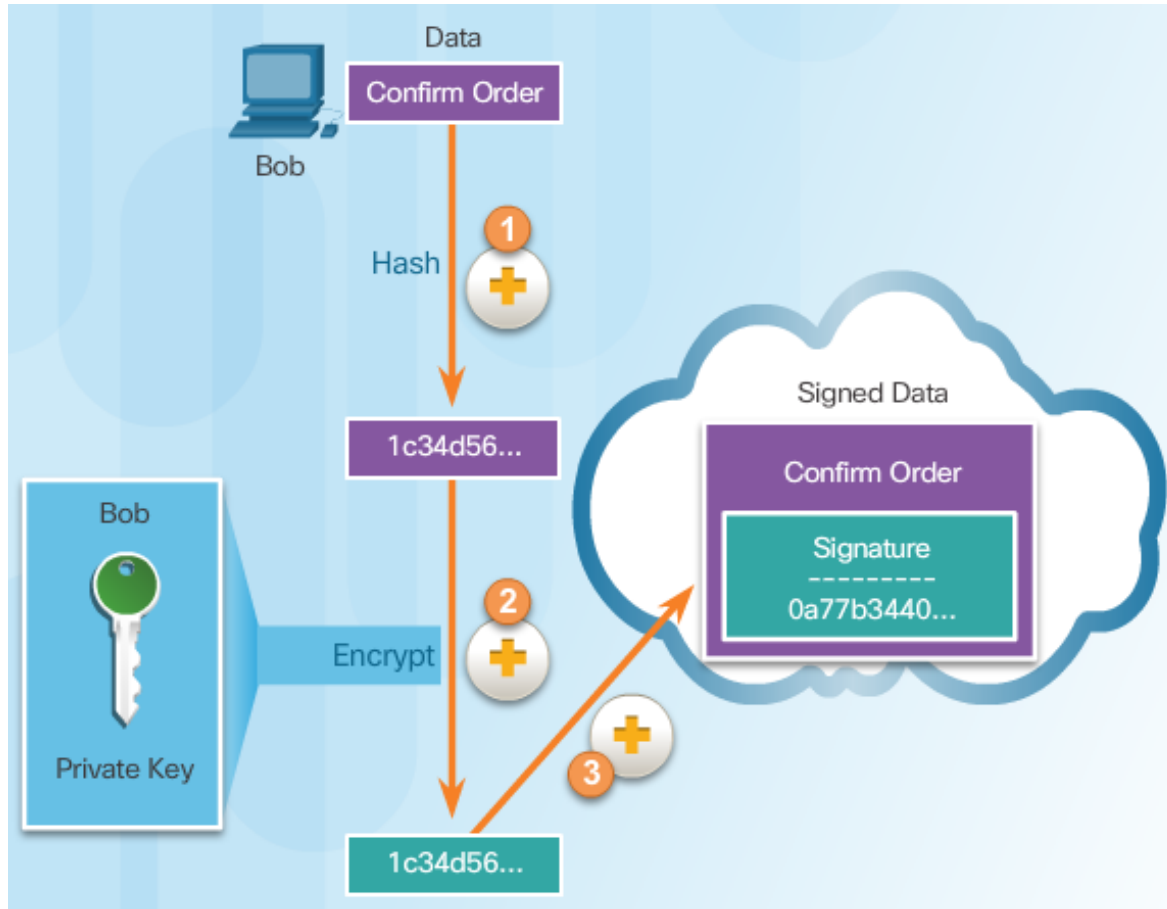 Data
Confirm Order
Bob
1
Hash
1c34d56...
Bob
Private Key
2
Encrypt
3
1c34d56...
Signed Data
Confirm Order
Signature
---------
0a77b3440...